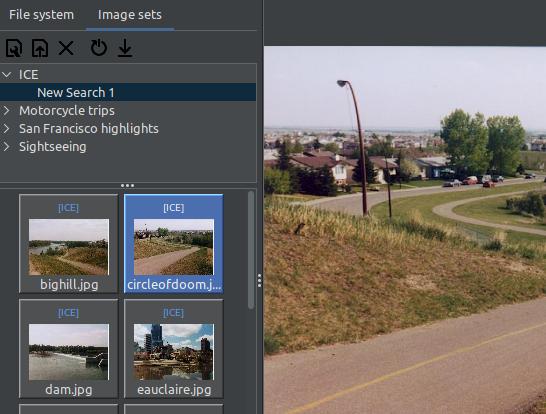 File system
Image sets
ICE
New Search 1
Motorcycle trips
San Francisco highlights
Sightseeing
[ICE]
bighill.jpg
[ICE]
circleofdoom.j...
[ICE]
dam.jpg
[ICE]
eauclaire.jpg